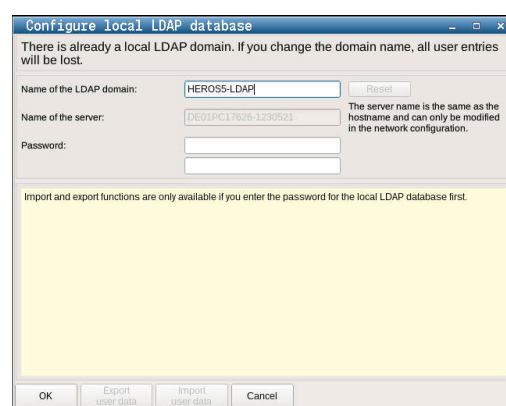 Configure local LDAP database
There is already a local LDAP domain. If you change the domain name, all user entries
will be lost.
Name of the LDAP domain:
HEROS5-LDAP
Reset
Name of the server:
DE01PC17626-1230521
The server name is the same as the
hostname and can only be modified
in the network configuration.
Password:
Import and export functions are only available if you enter the password for the local LDAP database first.
OK
Export
user data
Import
user data
Cancel